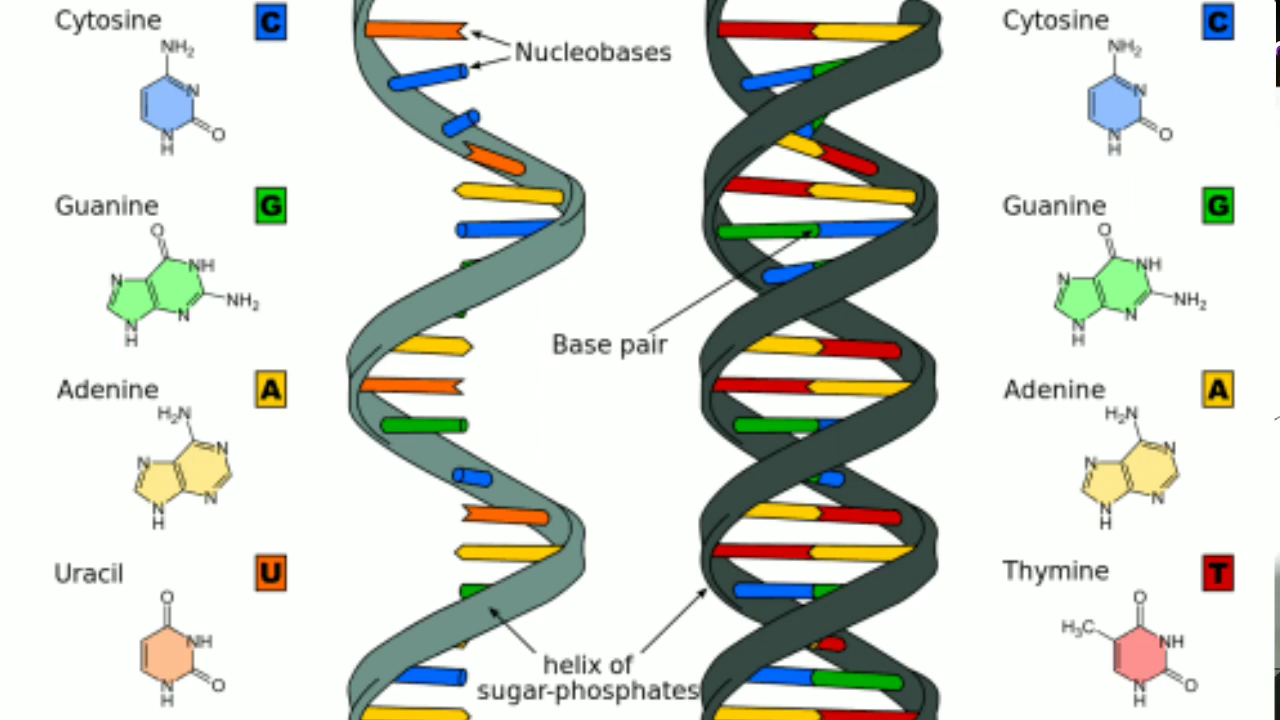 Cytosine C
NH2
N
N
H
O
Guanine G
O
N
NH
N
H
N
NH2
Adenine A
H2N
N
N
N
H
N
Uracil U
O
NH
N
H
O
Nucleobases
Base pair
helix of
sugar-phosphates
Cytosine C
NH2
N
N
H
O
Guanine G
O
N
NH
N
H
N
NH2
Adenine A
H2N
N
N
N
H
N
Thymine T
O
H3C
NH
N
H
O